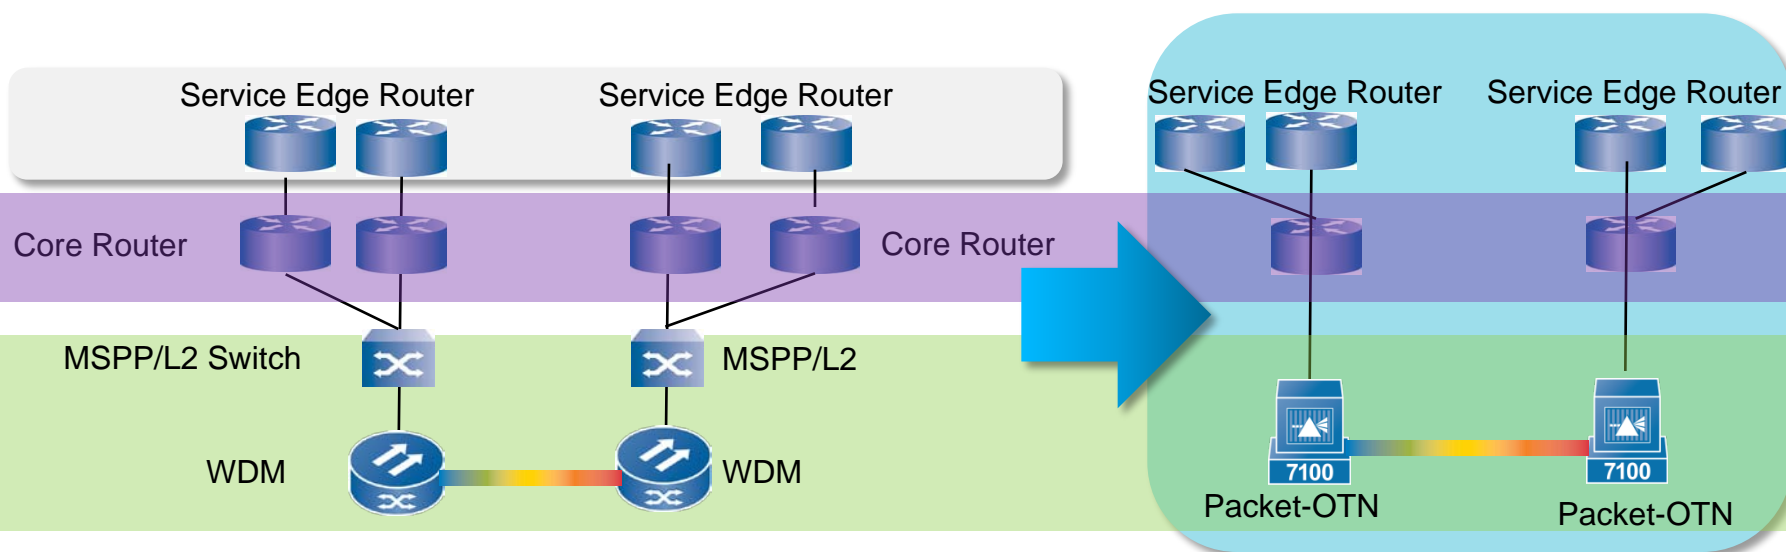 Service Edge Router
Service Edge Router
Service Edge Router
Service Edge Router
Core Router
Core Router
MSPP/L2 Switch
MSPP/L2
WDM
WDM
7100
7100
Packet-OTN
Packet-OTN